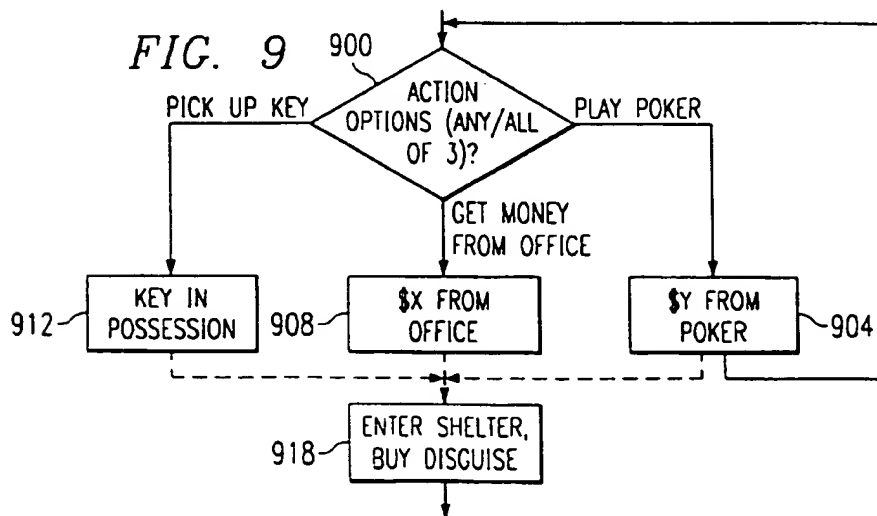 FIG. 9
900
ACTION
OPTIONS (ANY/ALL
OF 3)?
PICK UP KEY
PLAY POKER
GET MONEY
FROM OFFICE
912
KEY IN
POSSESSION
908
$X FROM
OFFICE
$Y FROM
POKER
904
918
ENTER SHELTER,
BUY DISGUISE